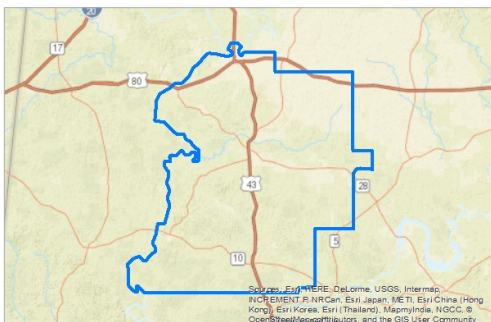 20
17
80
43
28
5
10
Sources: Esri, HERE, DeLorme, USGS, Intermap,
INCREMENT P, NRCan, Esri Japan, METI, Esri China (Hong
Kong), Esri Korea, Esri (Thailand), MapmyIndia, NGCC, ©
OpenStreetMap contributors, and the GIS User Community